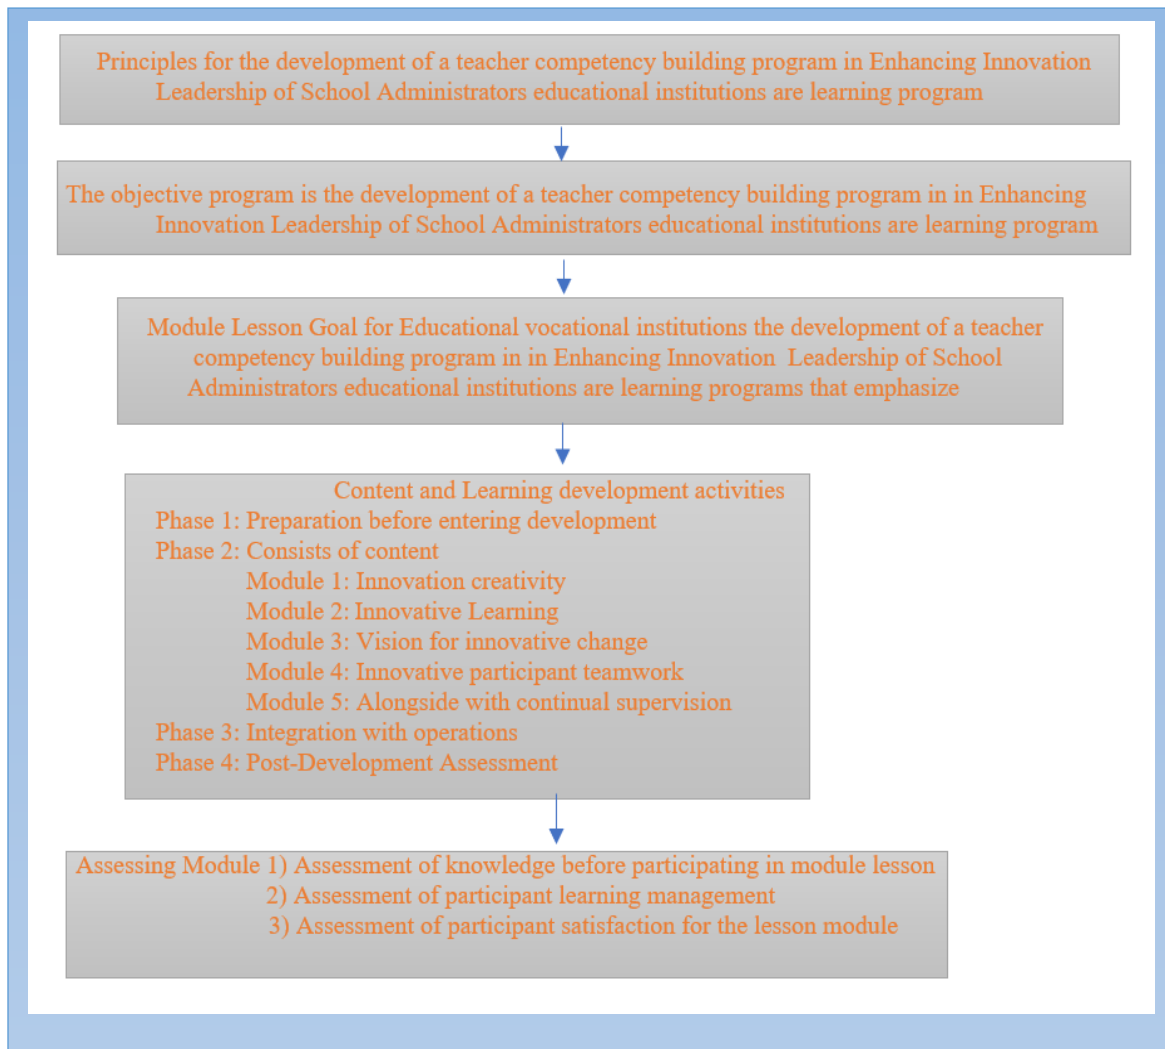 Principles for the development of a teacher competency building program in Enhancing Innovation
Leadership of School Administrators educational institutions are learning program
The objective program is the development of a teacher competency building program in in Enhancing
Innovation Leadership of School Administrators educational institutions are learning program
Module Lesson Goal for Educational vocational institutions the development of a teacher
competency building program in in Enhancing Innovation Leadership of School
Administrators educational institutions are learning programs that emphasize
Content and Learning development activities
Phase 1: Preparation before entering development
Phase 2: Consists of content
Module 1: Innovation creativity
Module 2: Innovative Learning
Module 3: Vision for innovative change
Module 4: Innovative participant teamwork
Module 5: Alongside with continual supervision
Phase 3: Integration with operations
Phase 4: Post-Development Assessment
Assessing Module 1) Assessment of knowledge before participating in module lesson
2) Assessment of participant learning management
3) Assessment of participant satisfaction for the lesson module